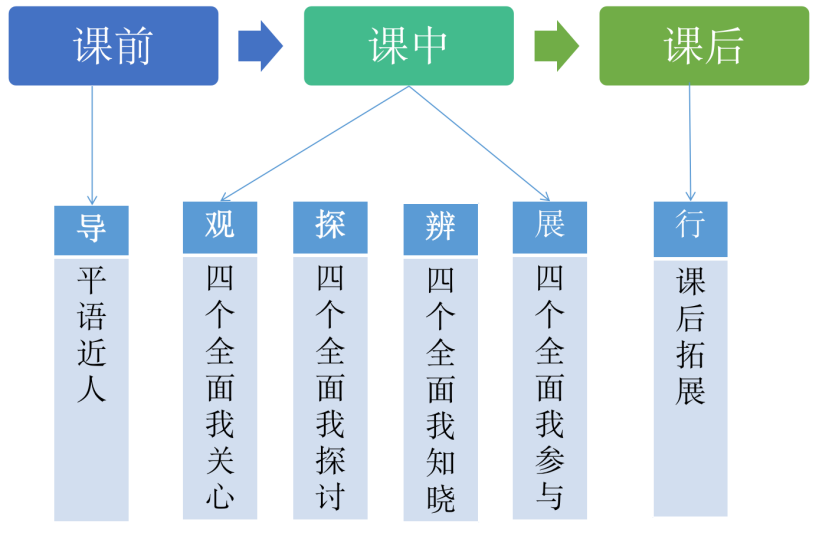 课前
课中
课后
导
平语近人
观
四个全面我关心
探
四个全面我探讨
辨
四个全面我知晓
展
四个全面我参与
行
课后拓展